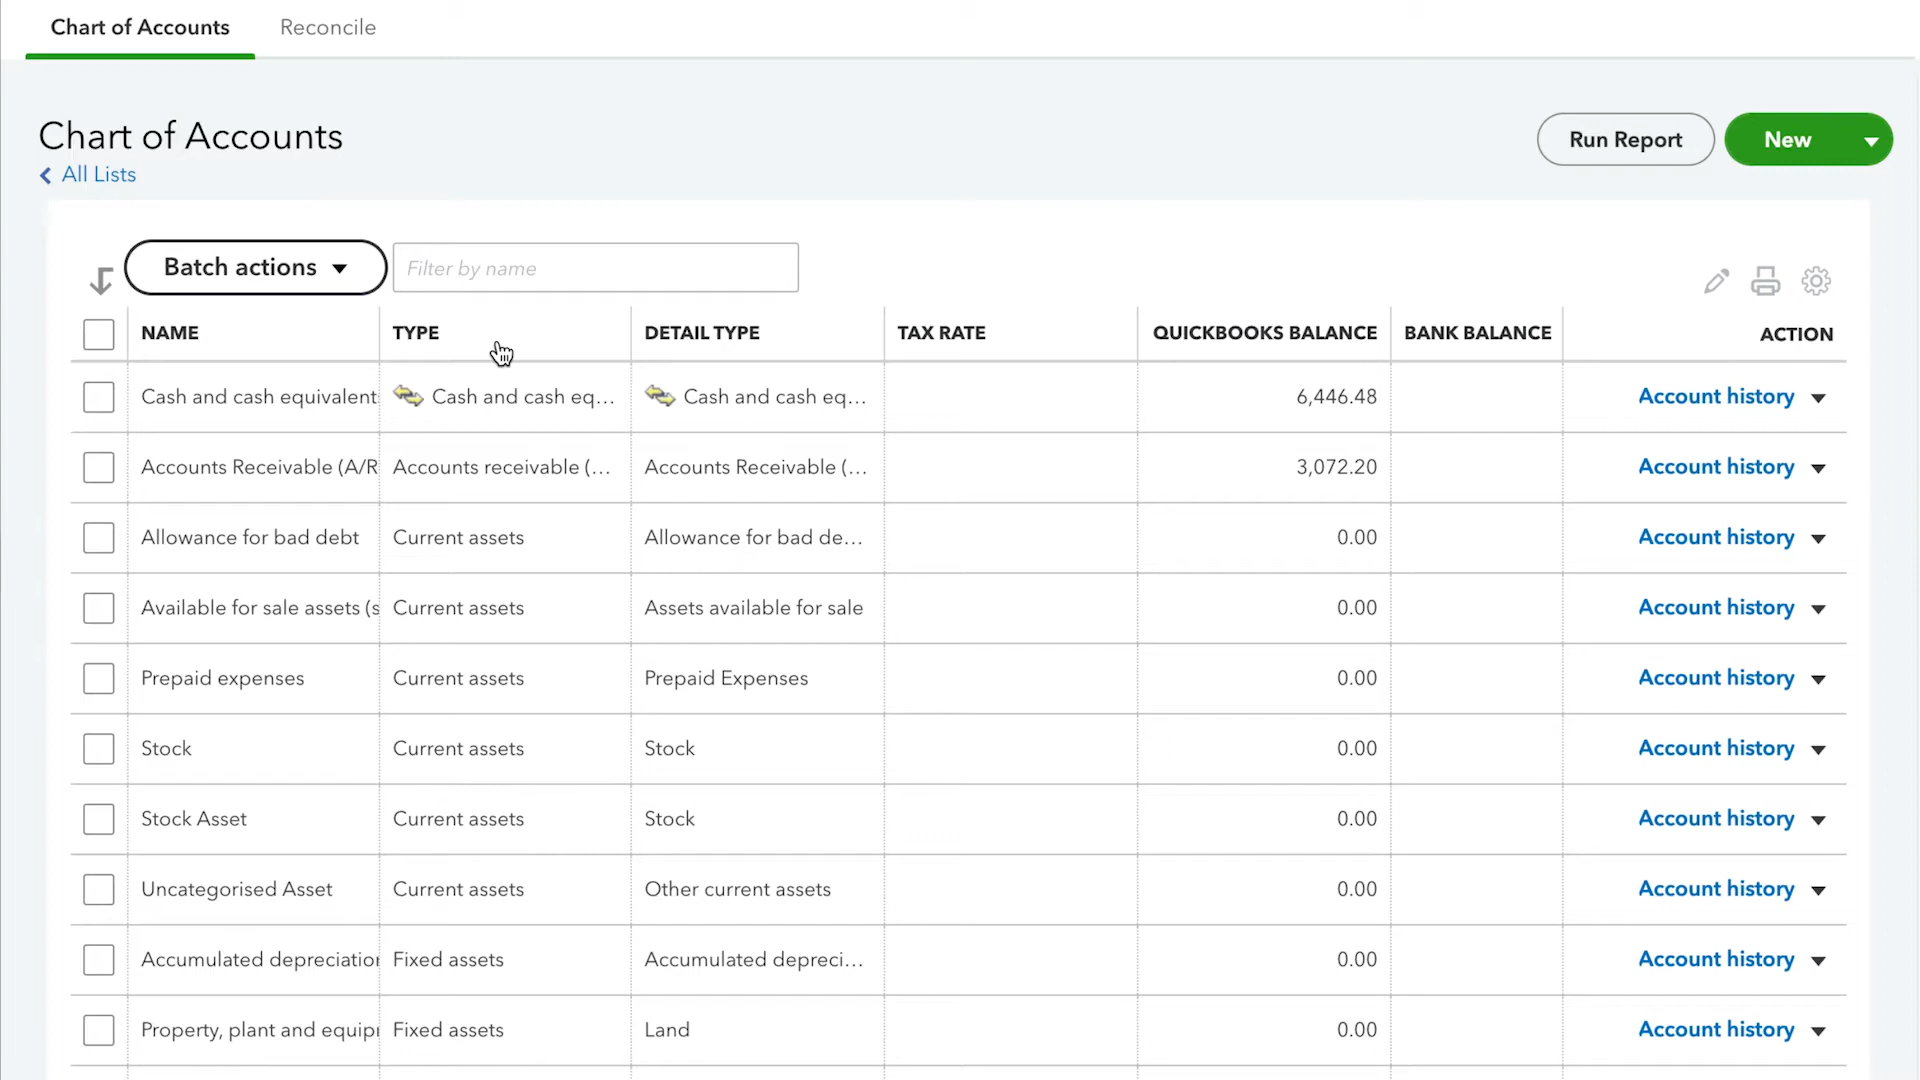 Chart of Accounts Reconcile
Chart of Accounts
All Lists
Run Report New
Batch actions Filter by name
NAME TYPE DETAIL TYPE TAX RATE QUICKBOOKS BALANCE BANK BALANCE ACTION
Cash and cash equivalent Cash and cash eq... Cash and cash eq... 6,446.48 Account history
Accounts Receivable (A/R Accounts receivable (... Accounts Receivable (... 3,072.20 Account history
Allowance for bad debt Current assets Allowance for bad de... 0.00 Account history
Available for sale assets (s Current assets Assets available for sale 0.00 Account history
Prepaid expenses Current assets Prepaid Expenses 0.00 Account history
Stock Current assets Stock 0.00 Account history
Stock Asset Current assets Stock 0.00 Account history
Uncategorised Asset Current assets Other current assets 0.00 Account history
Accumulated depreciation Fixed assets Accumulated depreci... 0.00 Account history
Property, plant and equip Fixed assets Land 0.00 Account history